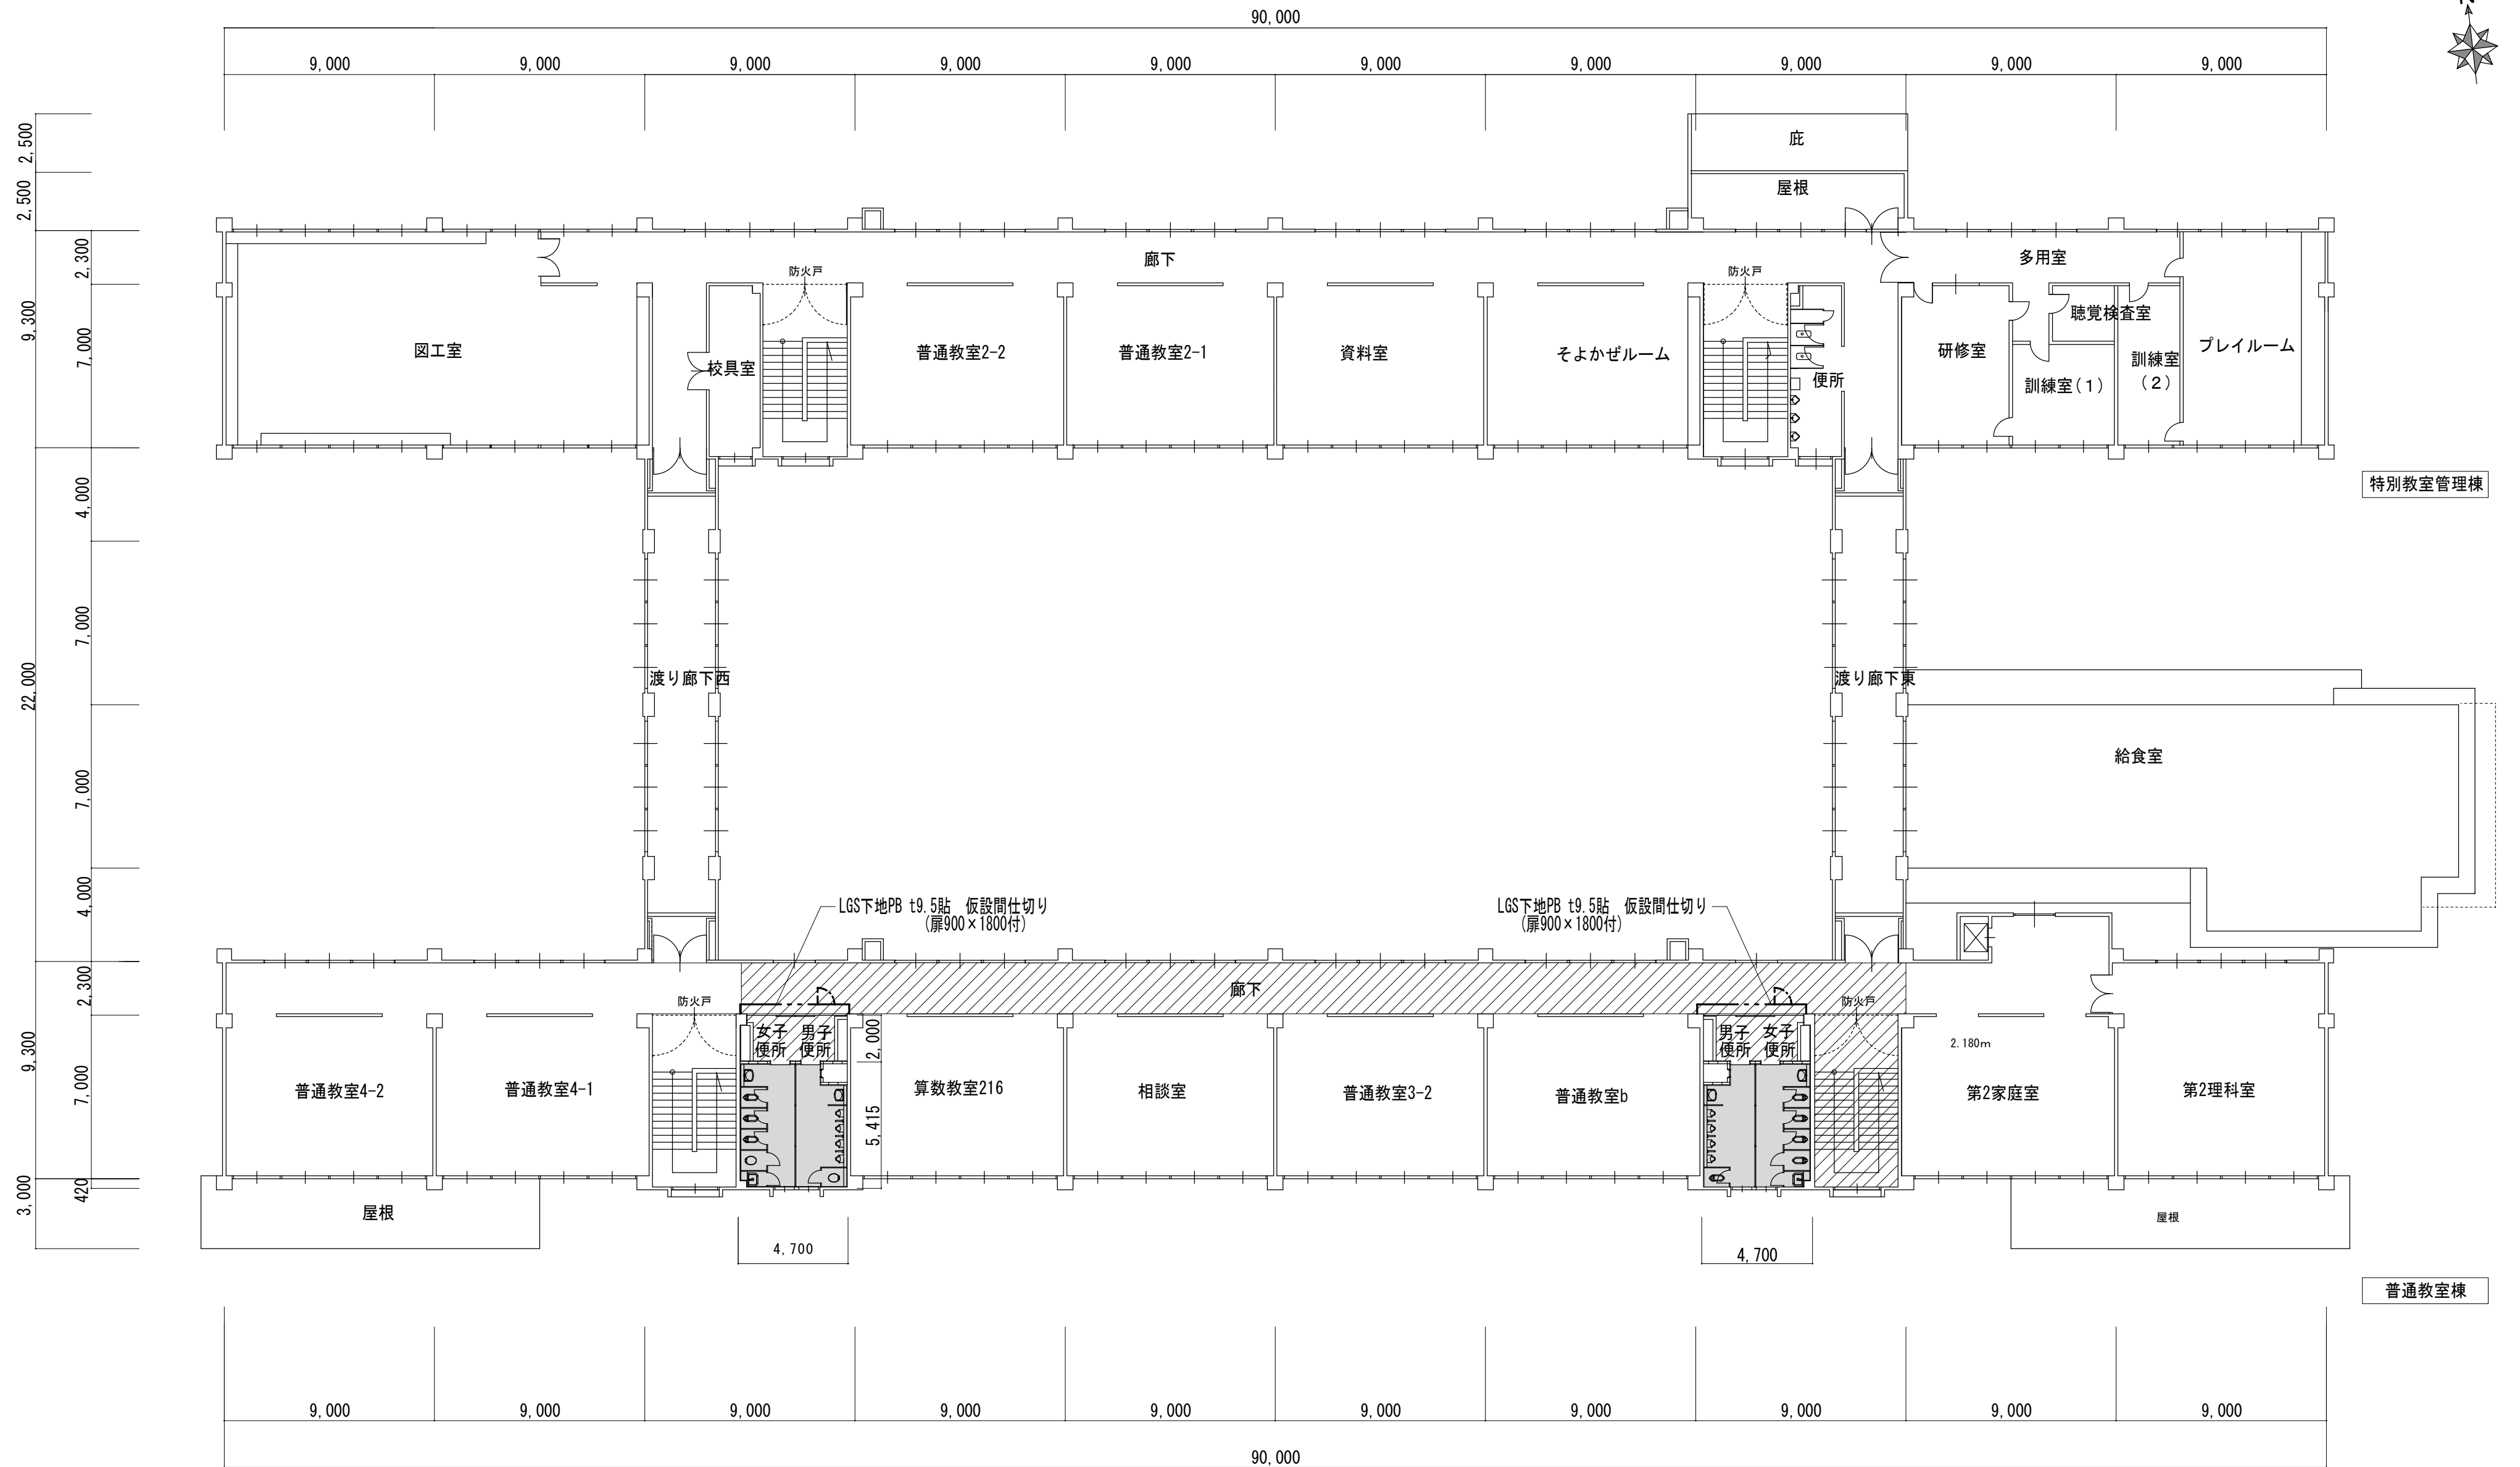 90,000
9,000 9,000 9,000 9,000 9,000 9,000 9,000 9,000 9,000 9,000
N
2,500
2,500
2,300
9,300
7,000
4,000
7,000
22,000
7,000
4,000
2,300
9,300
7,000
3,000
420
庇
屋根
廊下
多用室
防火戸
防火戸
聴覚検査室
図工室
校具室
普通教室2-2
普通教室2-1
資料室
そよかぜルーム
便所
研修室
訓練室(1)
訓練室
(2)
プレイルーム
特別教室管理棟
渡り廊下西
渡り廊下東
給食室
LGS下地PB t9.5貼 仮設間仕切り
(扉900×1800付)
LGS下地PB t9.5貼 仮設間仕切り
(扉900×1800付)
廊下
防火戸
防火戸
女子
便所
男子
便所
2,000
男子
便所
女子
便所
2.180m
普通教室4-2
普通教室4-1
5,415
算数教室216
相談室
普通教室3-2
普通教室b
第2家庭室
第2理科室
屋根
屋根
4,700
4,700
普通教室棟
9,000 9,000 9,000 9,000 9,000 9,000 9,000 9,000 9,000 9,000
90,000